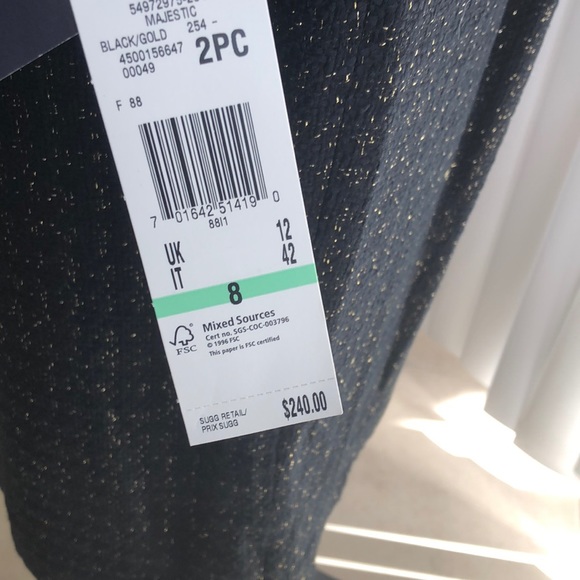 MAJESTIC
BLACK/GOLD 254 -
4500156647
00049
2PC
F 88
7 01642 51419 0
88I1
UK 12
IT 42
8
FSC
Mixed Sources
Cert no. SGS-COC-003796
© 1996 FSC
This paper is FSC certified
SUGG RETAIL/
PRIX SUGG
$240.00